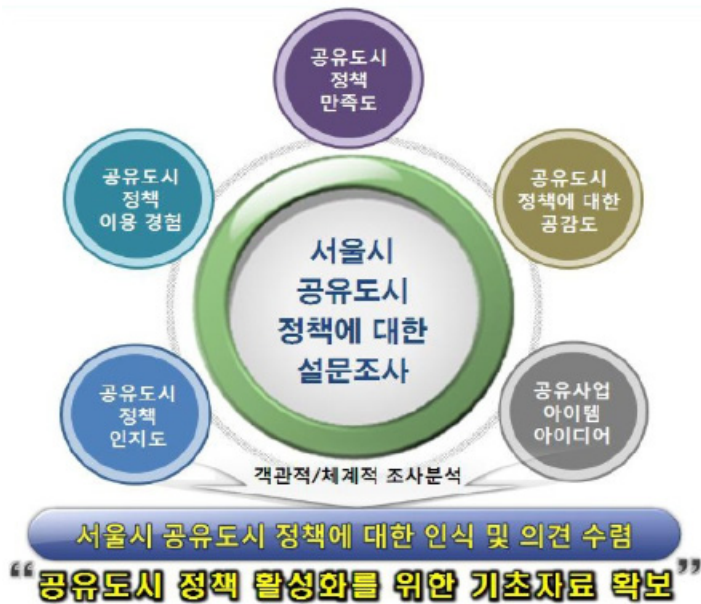 공유도시
정책
만족도
공유도시
정책
이용 경험
공유도시
정책에 대한
공감도
서울시
공유도시
정책에 대한
설문조사
공유도시
정책
인지도
공유사업
아이템
아이디어
객관적/체계적 조사분석
서울시 공유도시 정책에 대한 인식 및 의견 수렴
“공유도시 정책 활성화를 위한 기초자료 확보”